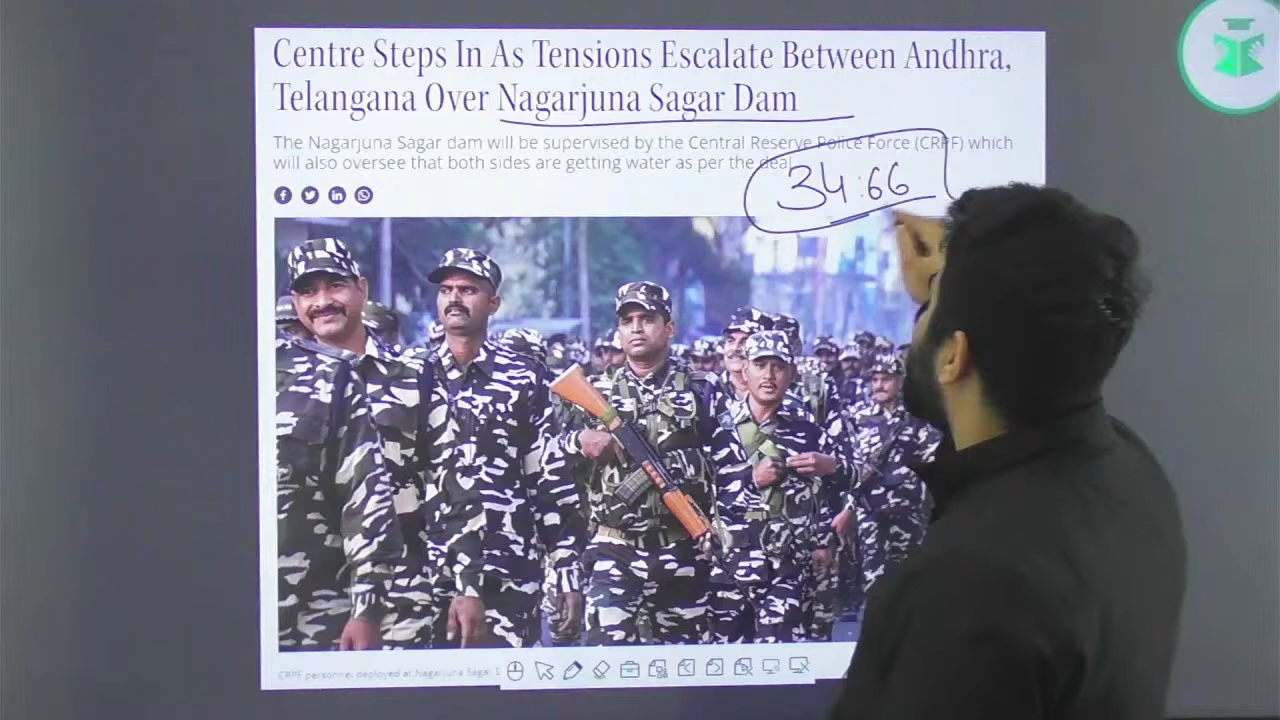 Centre Steps In As Tensions Escalate Between Andhra,
Telangana Over Nagarjuna Sagar Dam
The Nagarjuna Sagar dam will be supervised by the Central Reserve Police Force (CRPF) which
will also oversee that both sides are getting water as per the deal
34:66
CRPF personnel deployed at Nagarjuna Sagar